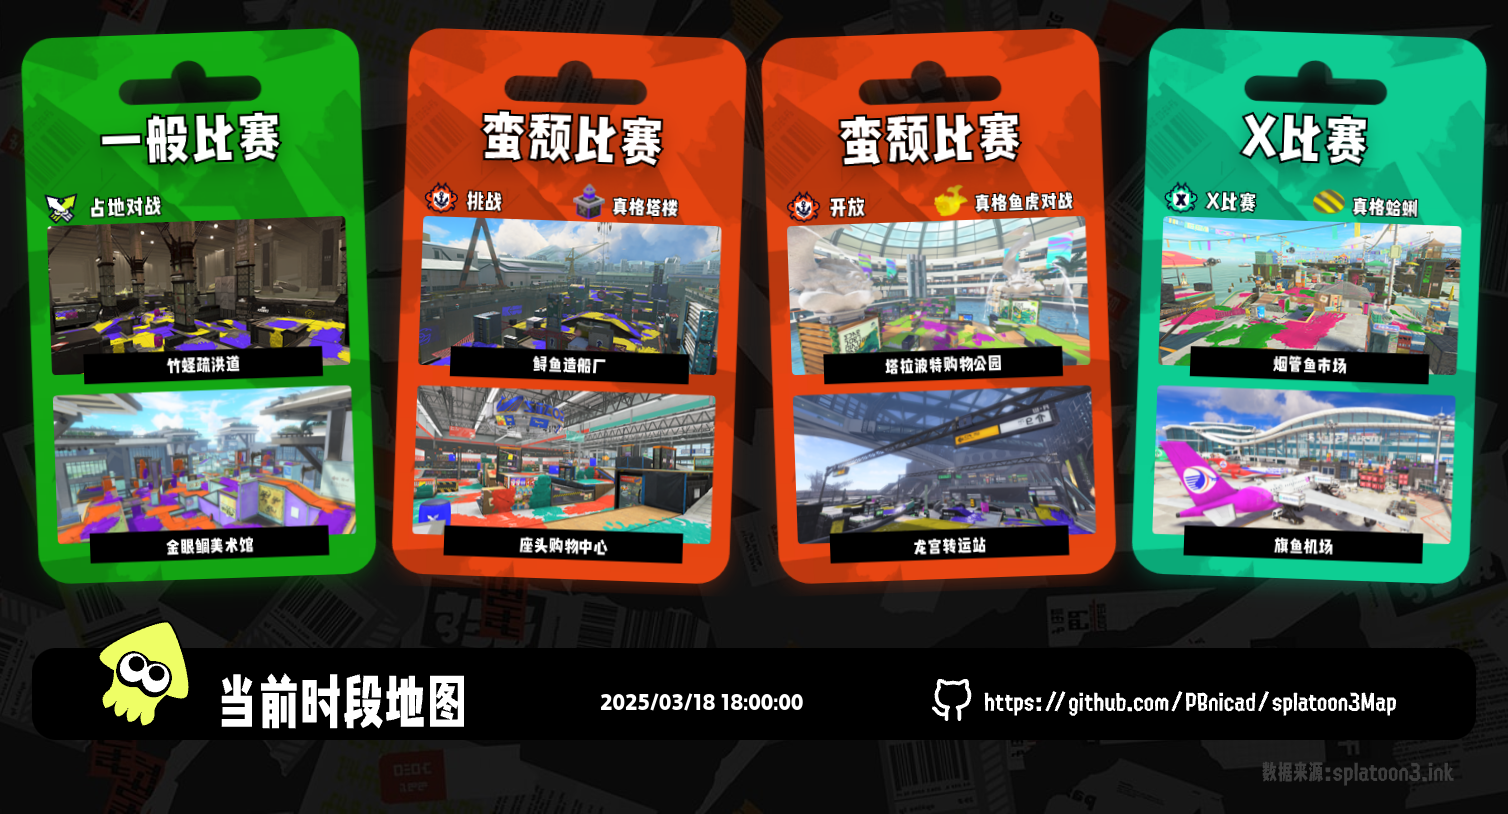 一般比赛
占地对战
竹蛏疏洪道
金眼鲷美术馆
蛮颓比赛
挑战
真格塔楼
鲟鱼造船厂
座头购物中心
蛮颓比赛
开放
真格鱼虎对战
塔拉波特购物公园
龙宫转运站
X比赛
X比赛
真格蛤蜊
烟管鱼市场
旗鱼机场
当前时段地图
2025/03/18 18:00:00
https://github.com/PBnicad/splatoon3Map
数据来源:splatoon3.ink